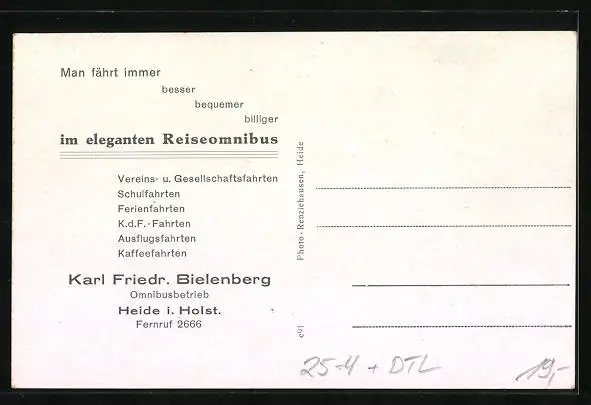 Man fährt immer
besser
bequemer
billiger
im eleganten Reiseomnibus
Vereins- u. Gesellschaftsfahrten
Schulfahrten
Ferienfahrten
K.d.F.-Fahrten
Ausflugsfahrten
Kaffeefahrten
Karl Friedr. Bielenberg
Omnibusbetrieb
Heide i. Holst.
Fernruf 2666
Photo-Renziehausen, Heide
c91
25-M + DTL
19,-